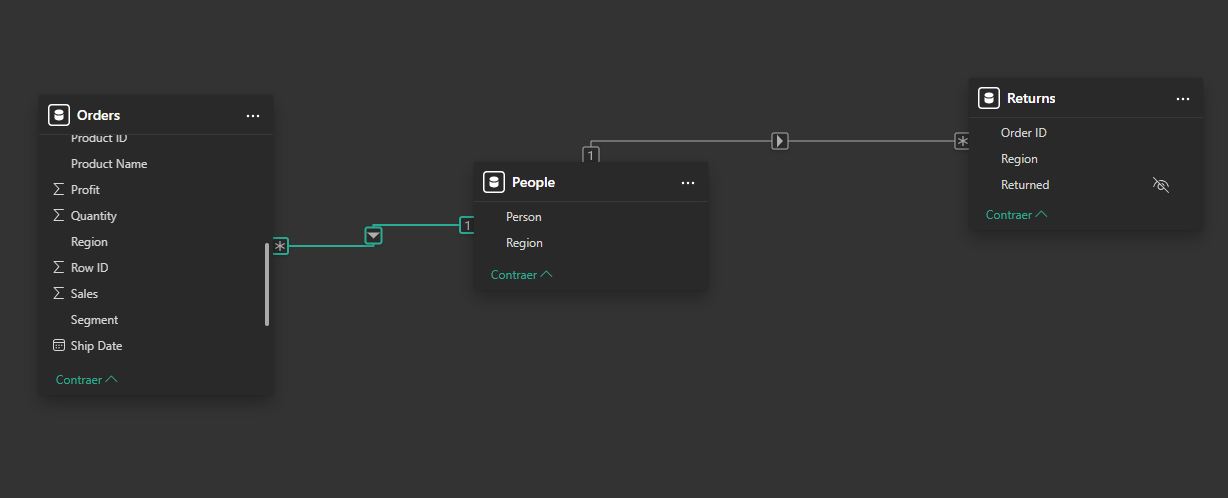 Orders
Product ID
Product Name
Profit
Quantity
Region
Row ID
Sales
Segment
Ship Date
Contraer
*
1
People
Person
Region
Contraer
1
*
Returns
Order ID
Region
Returned
Contraer